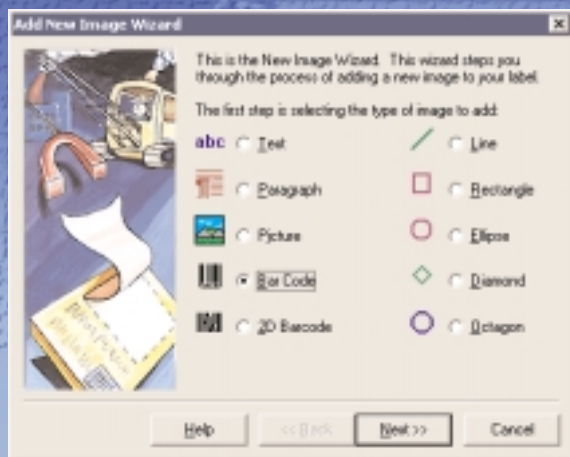 Add New Image Wizard
This is the New Image Wizard. This wizard steps you
through the process of adding a new image to your label.
The first step is selecting the type of image to add:
abc Text
Line
Paragraph
Rectangle
Picture
Ellipse
Bar Code
Diamond
2D Barcode
Octagon
Help
<< Back
Next >>
Cancel